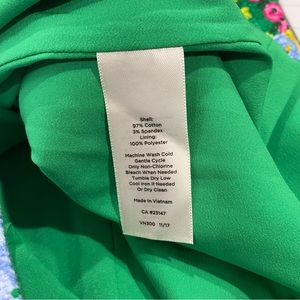 Shell:
97% Cotton
3% Spandex
Lining:
100% Polyester
Machine Wash Cold
Gentle Cycle
Only Non-Chlorine
Bleach When Needed
Tumble Dry Low
Cool Iron If Needed
Or Dry Clean
Made in Vietnam
CA #23147
VN300 11/17